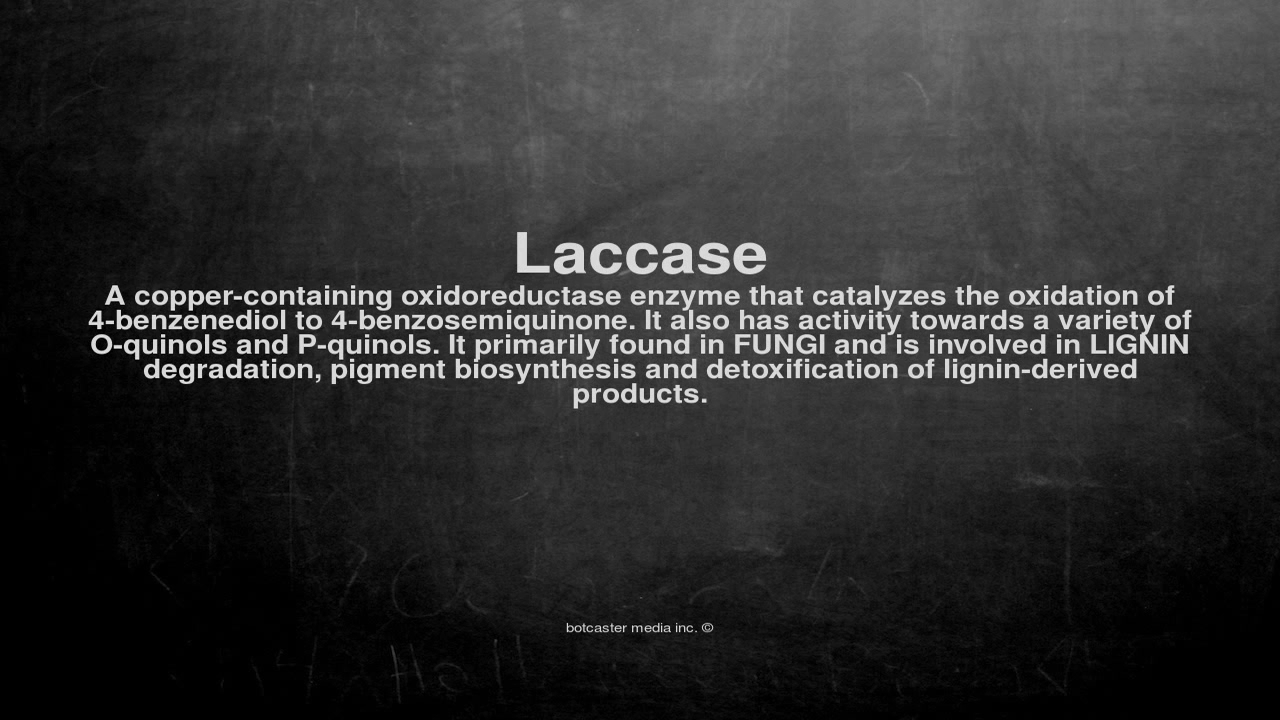 Laccase
A copper-containing oxidoreductase enzyme that catalyzes the oxidation of
4-benzenediol to 4-benzosemiquinone. It also has activity towards a variety of
O-quinols and P-quinols. It primarily found in FUNGI and is involved in LIGNIN
degradation, pigment biosynthesis and detoxification of lignin-derived
products.
botcaster media inc. ©